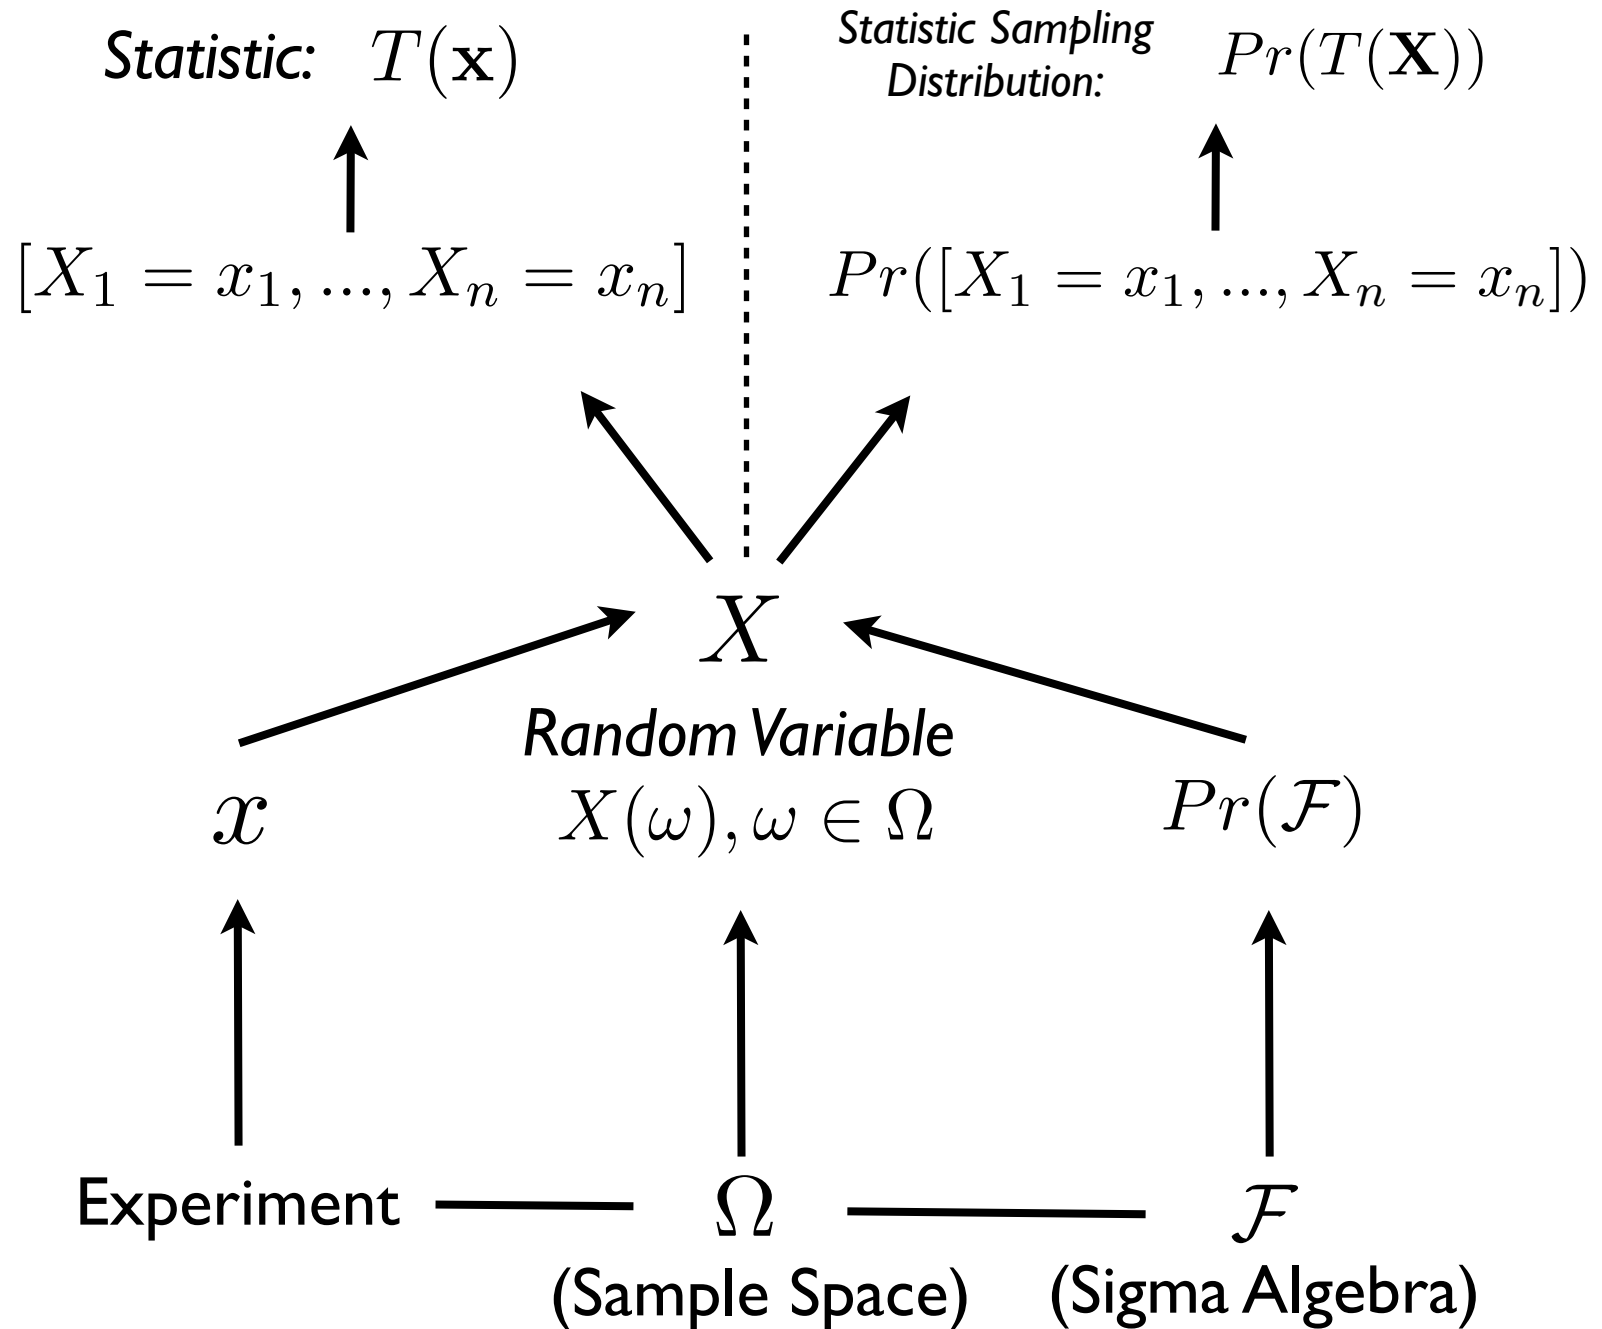 Statistic: T(𝐱)
Statistic Sampling
Distribution:
Pr(T(𝐗))
[X₁ = x₁, ..., Xₙ = xₙ]
Pr([X₁ = x₁, ..., Xₙ = xₙ])
X
Random Variable
x
X(ω), ω ∈ Ω
Pr(ℱ)
Experiment
Ω
ℱ
(Sample Space)
(Sigma Algebra)